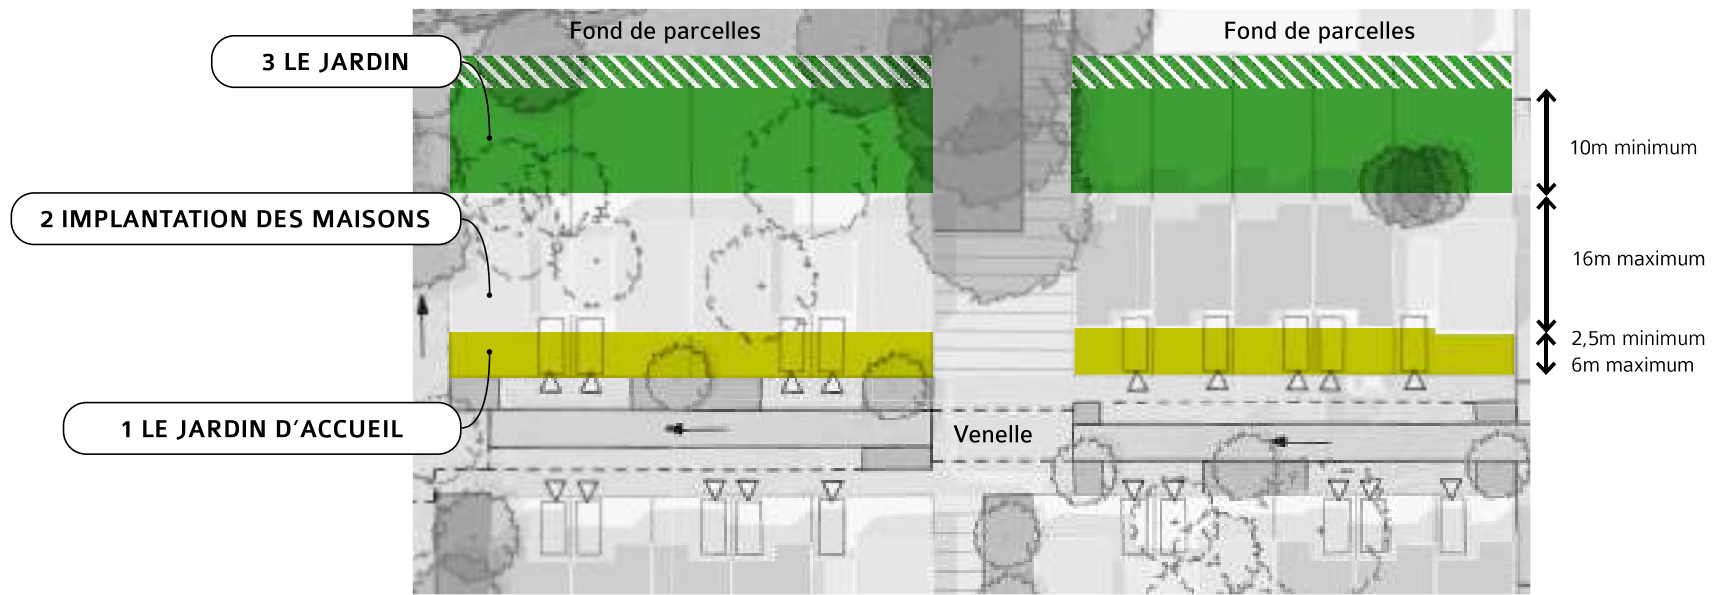 Fond de parcelles
Fond de parcelles
3 LE JARDIN
10m minimum
2 IMPLANTATION DES MAISONS
16m maximum
2,5m minimum
6m maximum
1 LE JARDIN D'ACCUEIL
Venelle